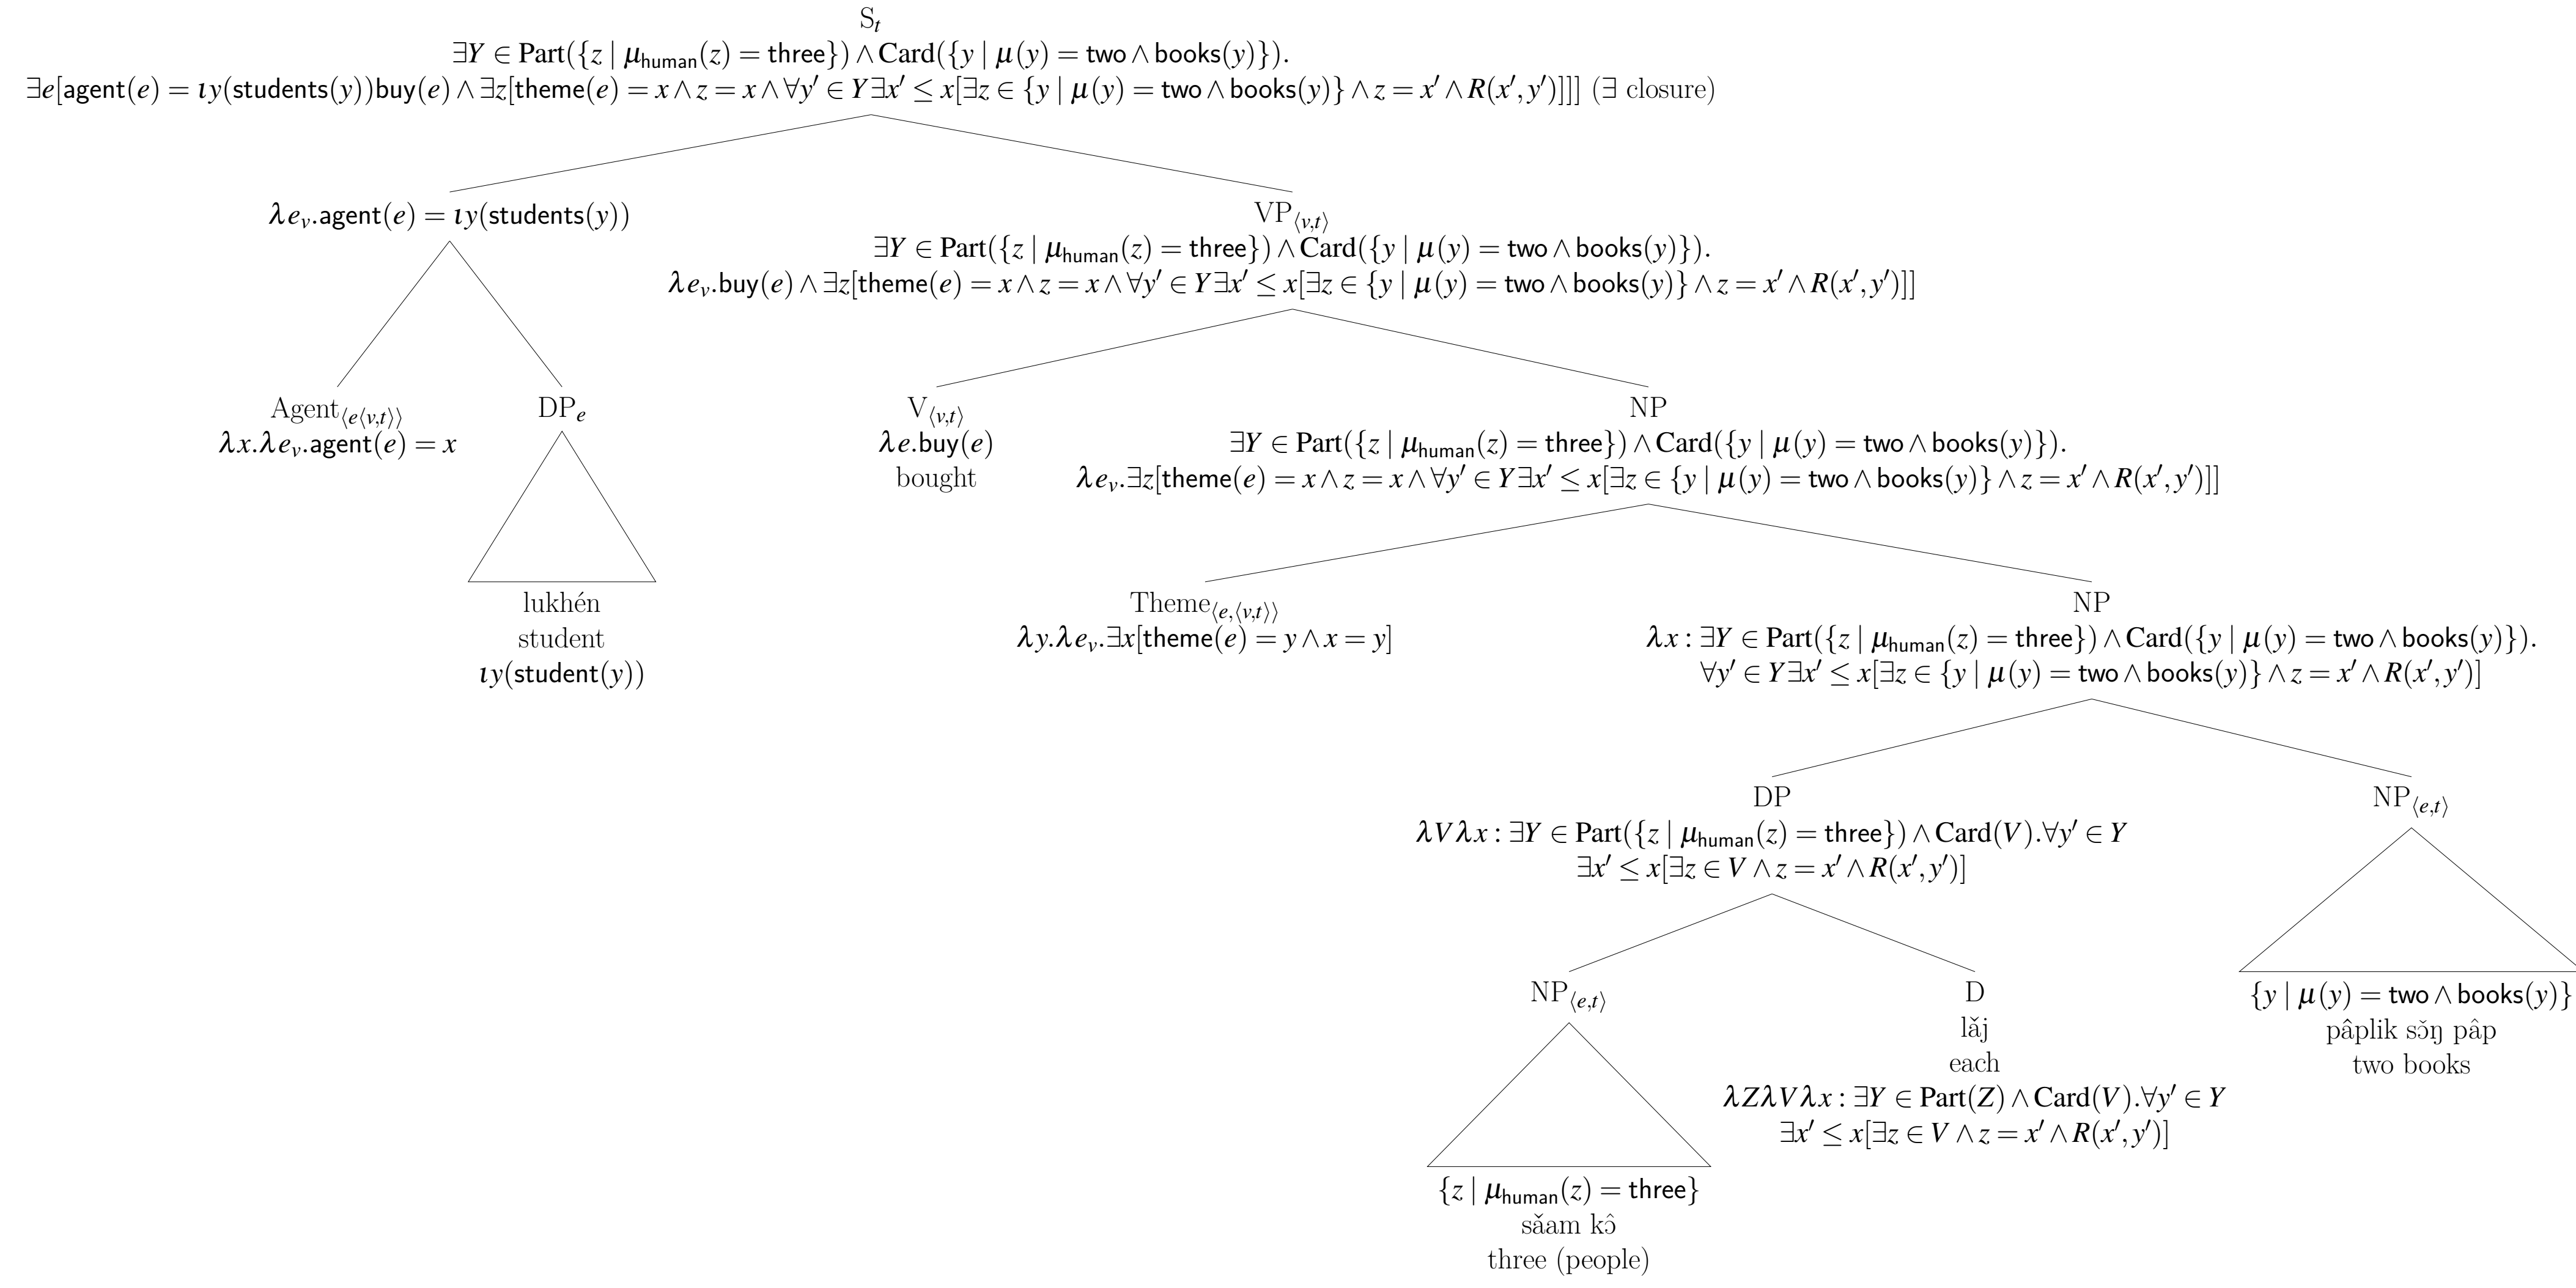 S_t
∃Y ∈ Part({z | μ_human(z) = three}) ∧ Card({y | μ(y) = two ∧ books(y)}).
∃e[agent(e) = ιy(students(y))buy(e) ∧ ∃z[theme(e) = x ∧ z = x ∧ ∀y′ ∈ Y∃x′ ≤ x[∃z ∈ {y | μ(y) = two ∧ books(y)} ∧ z = x′ ∧ R(x′,y′)]]] (∃ closure)
λe_v.agent(e) = ιy(students(y))
VP_⟨v,t⟩
∃Y ∈ Part({z | μ_human(z) = three}) ∧ Card({y | μ(y) = two ∧ books(y)}).
λe_v.buy(e) ∧ ∃z[theme(e) = x ∧ z = x ∧ ∀y′ ∈ Y∃x′ ≤ x[∃z ∈ {y | μ(y) = two ∧ books(y)} ∧ z = x′ ∧ R(x′,y′)]]
Agent_⟨e⟨v,t⟩⟩
λx.λe_v.agent(e) = x
DP_e
V_⟨v,t⟩
λe.buy(e)
bought
NP
∃Y ∈ Part({z | μ_human(z) = three}) ∧ Card({y | μ(y) = two ∧ books(y)}).
λe_v.∃z[theme(e) = x ∧ z = x ∧ ∀y′ ∈ Y∃x′ ≤ x[∃z ∈ {y | μ(y) = two ∧ books(y)} ∧ z = x′ ∧ R(x′,y′)]]
lukhén
student
ιy(student(y))
Theme_⟨e,⟨v,t⟩⟩
λy.λe_v.∃x[theme(e) = y ∧ x = y]
NP
λx : ∃Y ∈ Part({z | μ_human(z) = three}) ∧ Card({y | μ(y) = two ∧ books(y)}).
∀y′ ∈ Y∃x′ ≤ x[∃z ∈ {y | μ(y) = two ∧ books(y)} ∧ z = x′ ∧ R(x′,y′)]
DP
λVλx : ∃Y ∈ Part({z | μ_human(z) = three}) ∧ Card(V).∀y′ ∈ Y
∃x′ ≤ x[∃z ∈ V ∧ z = x′ ∧ R(x′,y′)]
NP_⟨e,t⟩
NP_⟨e,t⟩
D
lǎj
each
λZλVλx : ∃Y ∈ Part(Z) ∧ Card(V).∀y′ ∈ Y
∃x′ ≤ x[∃z ∈ V ∧ z = x′ ∧ R(x′,y′)]
{y | μ(y) = two ∧ books(y)}
pâplik sɔ̌ŋ pâp
two books
{z | μ_human(z) = three}
sǎam kɔ̂
three (people)